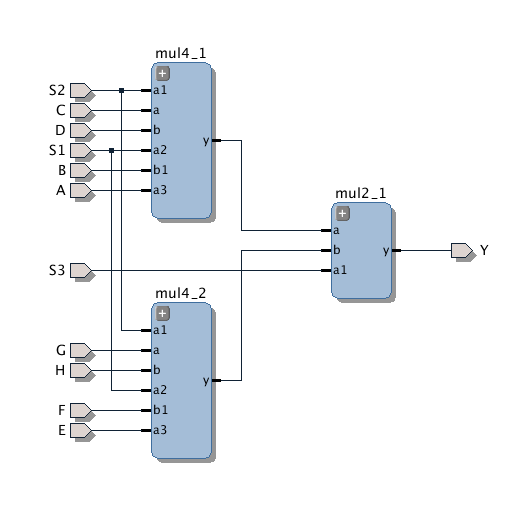 mul4_1
S2 a1
C a
D b
S1 a2 y
B b1
A a3
mul2_1
a
b y Y
S3 a1
mul4_2
a1
G a
H b
a2 y
F b1
E a3